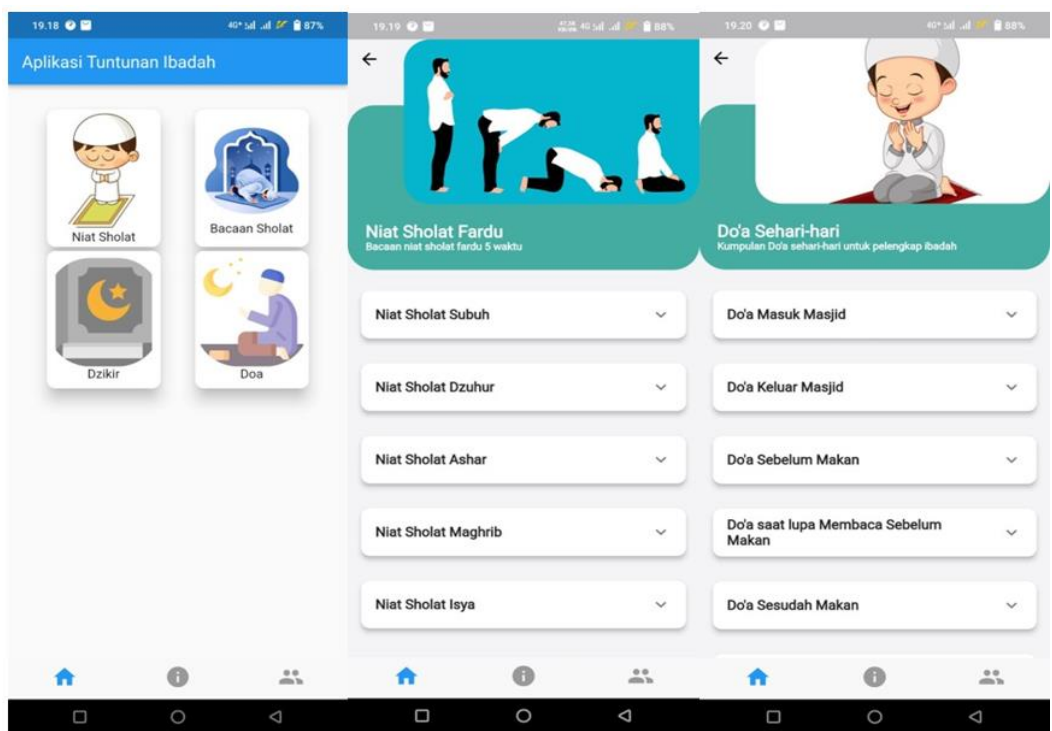 19.18
4G+
87%
Aplikasi Tuntunan Ibadah
Niat Sholat
Bacaan Sholat
Dzikir
Doa
19.19
4G
88%
Niat Sholat Fardu
Bacaan niat sholat fardu 5 waktu
Niat Sholat Subuh
Niat Sholat Dzuhur
Niat Sholat Ashar
Niat Sholat Maghrib
Niat Sholat Isya
19.20
4G+
88%
Do'a Sehari-hari
Kumpulan Do'a sehari-hari untuk pelengkap ibadah
Do'a Masuk Masjid
Do'a Keluar Masjid
Do'a Sebelum Makan
Do'a saat lupa Membaca Sebelum
Makan
Do'a Sesudah Makan